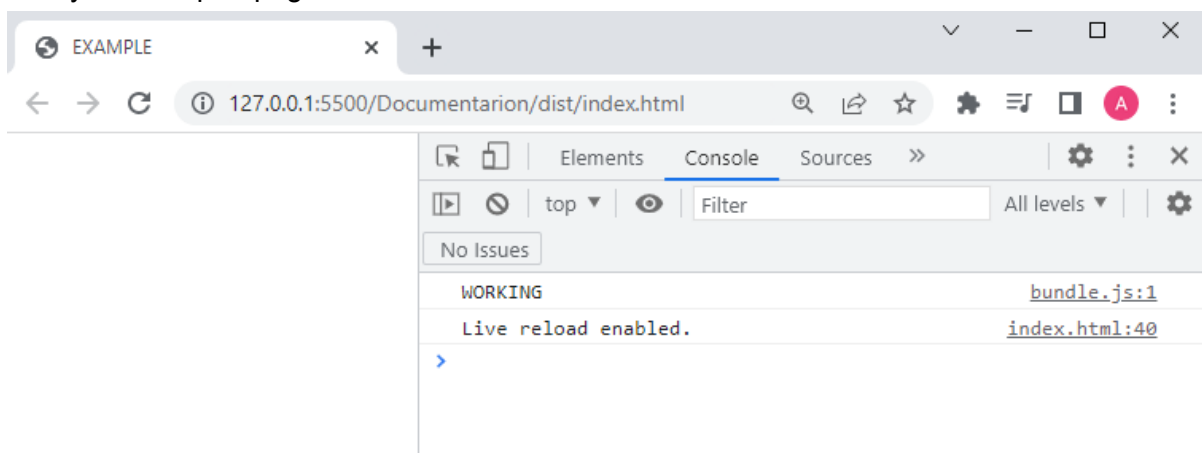 EXAMPLE
127.0.0.1:5500/Documentarion/dist/index.html
A
Elements Console Sources
top Filter All levels
No Issues
WORKING bundle.js:1
Live reload enabled. index.html:40